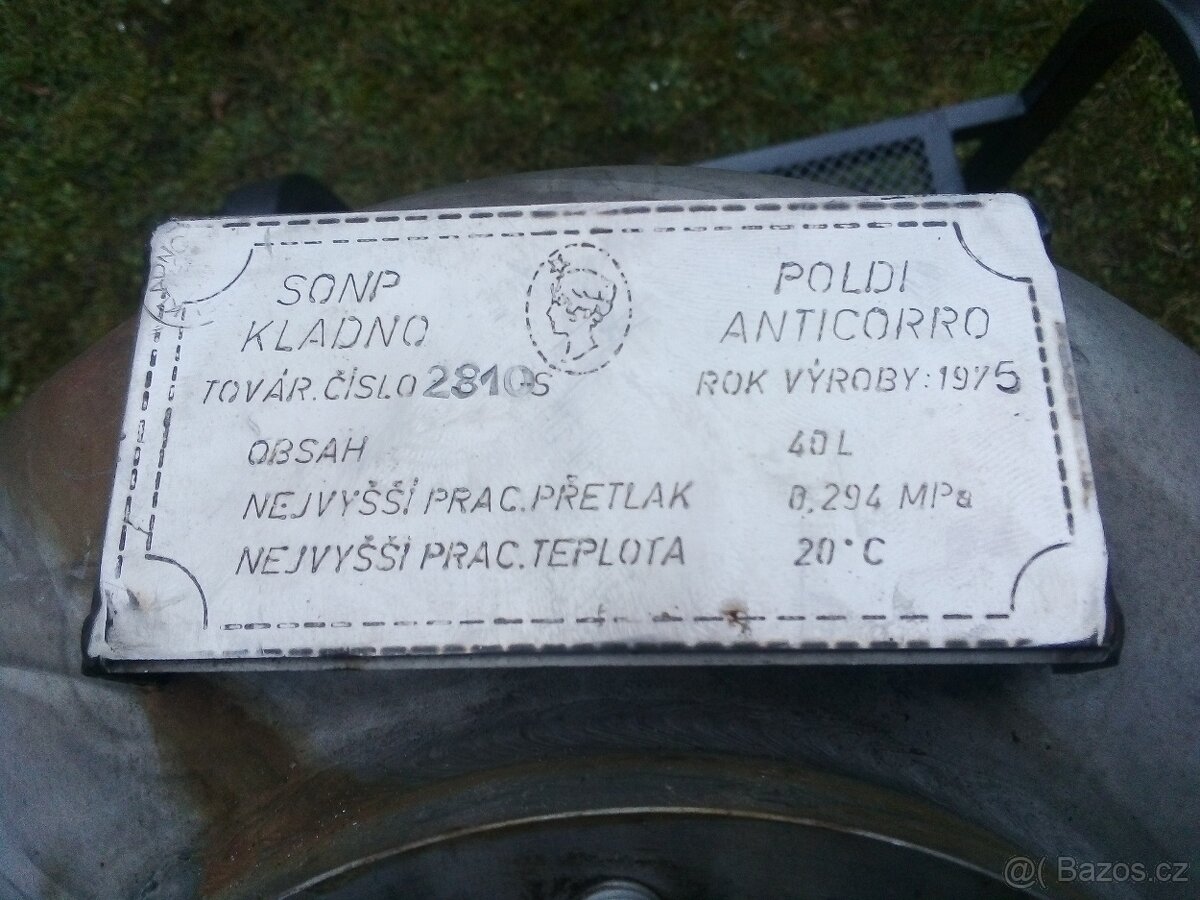 SONP
KLADNO
POLDI
ANTICORRO
TOVÁR.ČÍSLO 2810-S
ROK VÝROBY: 1975
OBSAH 40 L
NEJVYŠŠÍ PRAC. PŘETLAK 0,294 MPa
NEJVYŠŠÍ PRAC. TEPLOTA 20°C
@( Bazos.cz